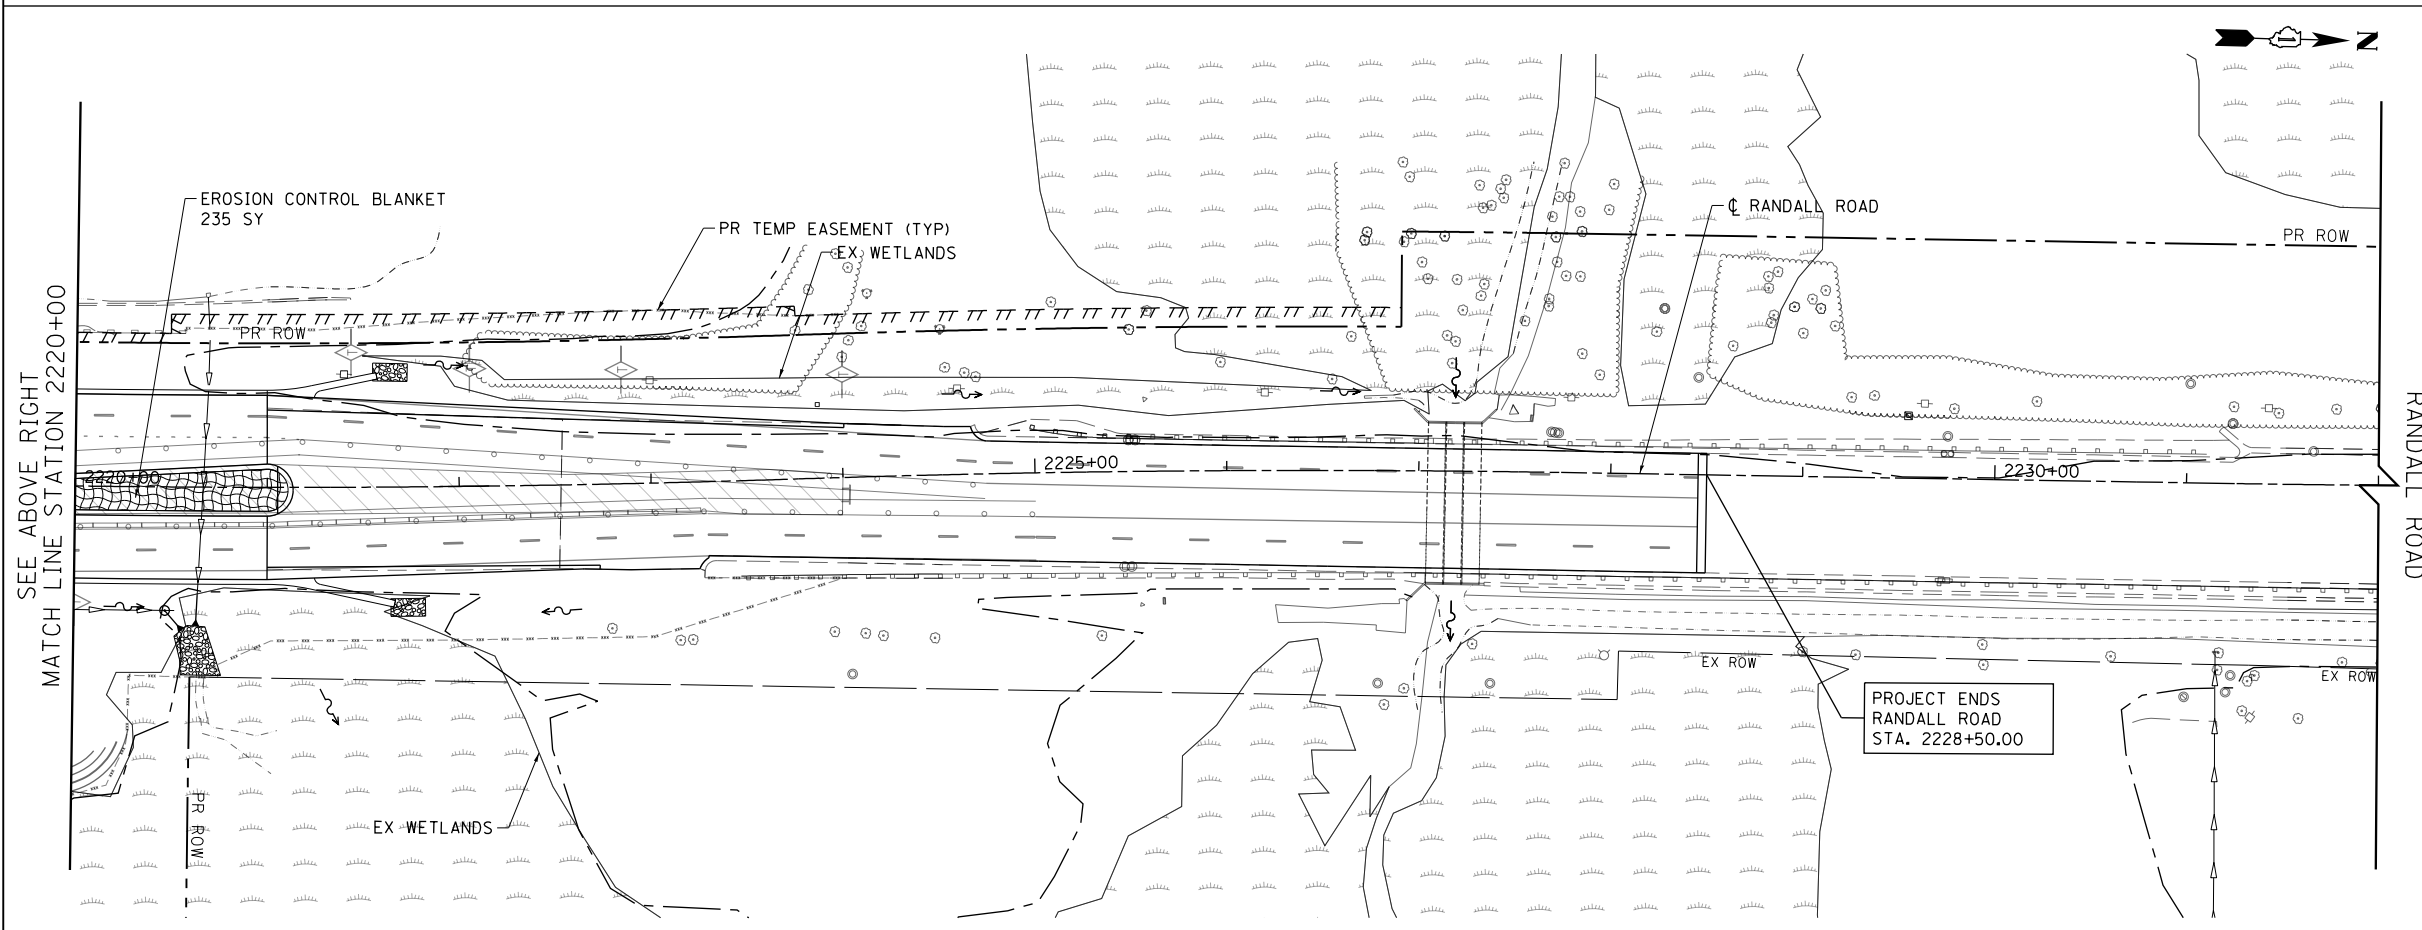 N
EROSION CONTROL BLANKET
235 SY
PR TEMP EASEMENT (TYP)
EX WETLANDS
℄ RANDALL ROAD
PR ROW
PR ROW
SEE ABOVE RIGHT
MATCH LINE STATION 2220+00
2220+00
2225+00
2230+00
RANDALL ROAD
EX ROW
EX ROW
PROJECT ENDS
RANDALL ROAD
STA. 2228+50.00
PR ROW
EX WETLANDS